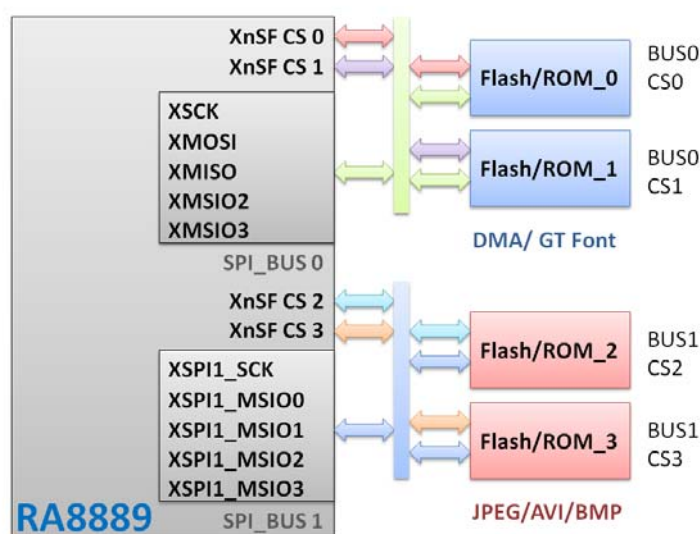 XnSF CS 0
XnSF CS 1
XSCK
XMOSI
XMISO
XMSIO2
XMSIO3
SPI_BUS 0
XnSF CS 2
XnSF CS 3
XSPI1_SCK
XSPI1_MSIO0
XSPI1_MSIO1
XSPI1_MSIO2
XSPI1_MSIO3
SPI_BUS 1
RA8889
Flash/ROM_0
BUS0
CS0
Flash/ROM_1
BUS0
CS1
DMA/ GT Font
Flash/ROM_2
BUS1
CS2
Flash/ROM_3
BUS1
CS3
JPEG/AVI/BMP